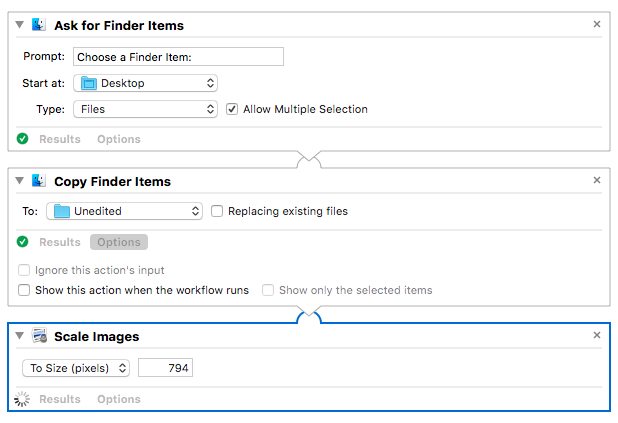 Ask for Finder Items
Prompt: Choose a Finder Item:
Start at: Desktop
Type: Files Allow Multiple Selection
Results Options
Copy Finder Items
To: Unedited Replacing existing files
Results Options
Ignore this action's input
Show this action when the workflow runs Show only the selected items
Scale Images
To Size (pixels) 794
Results Options